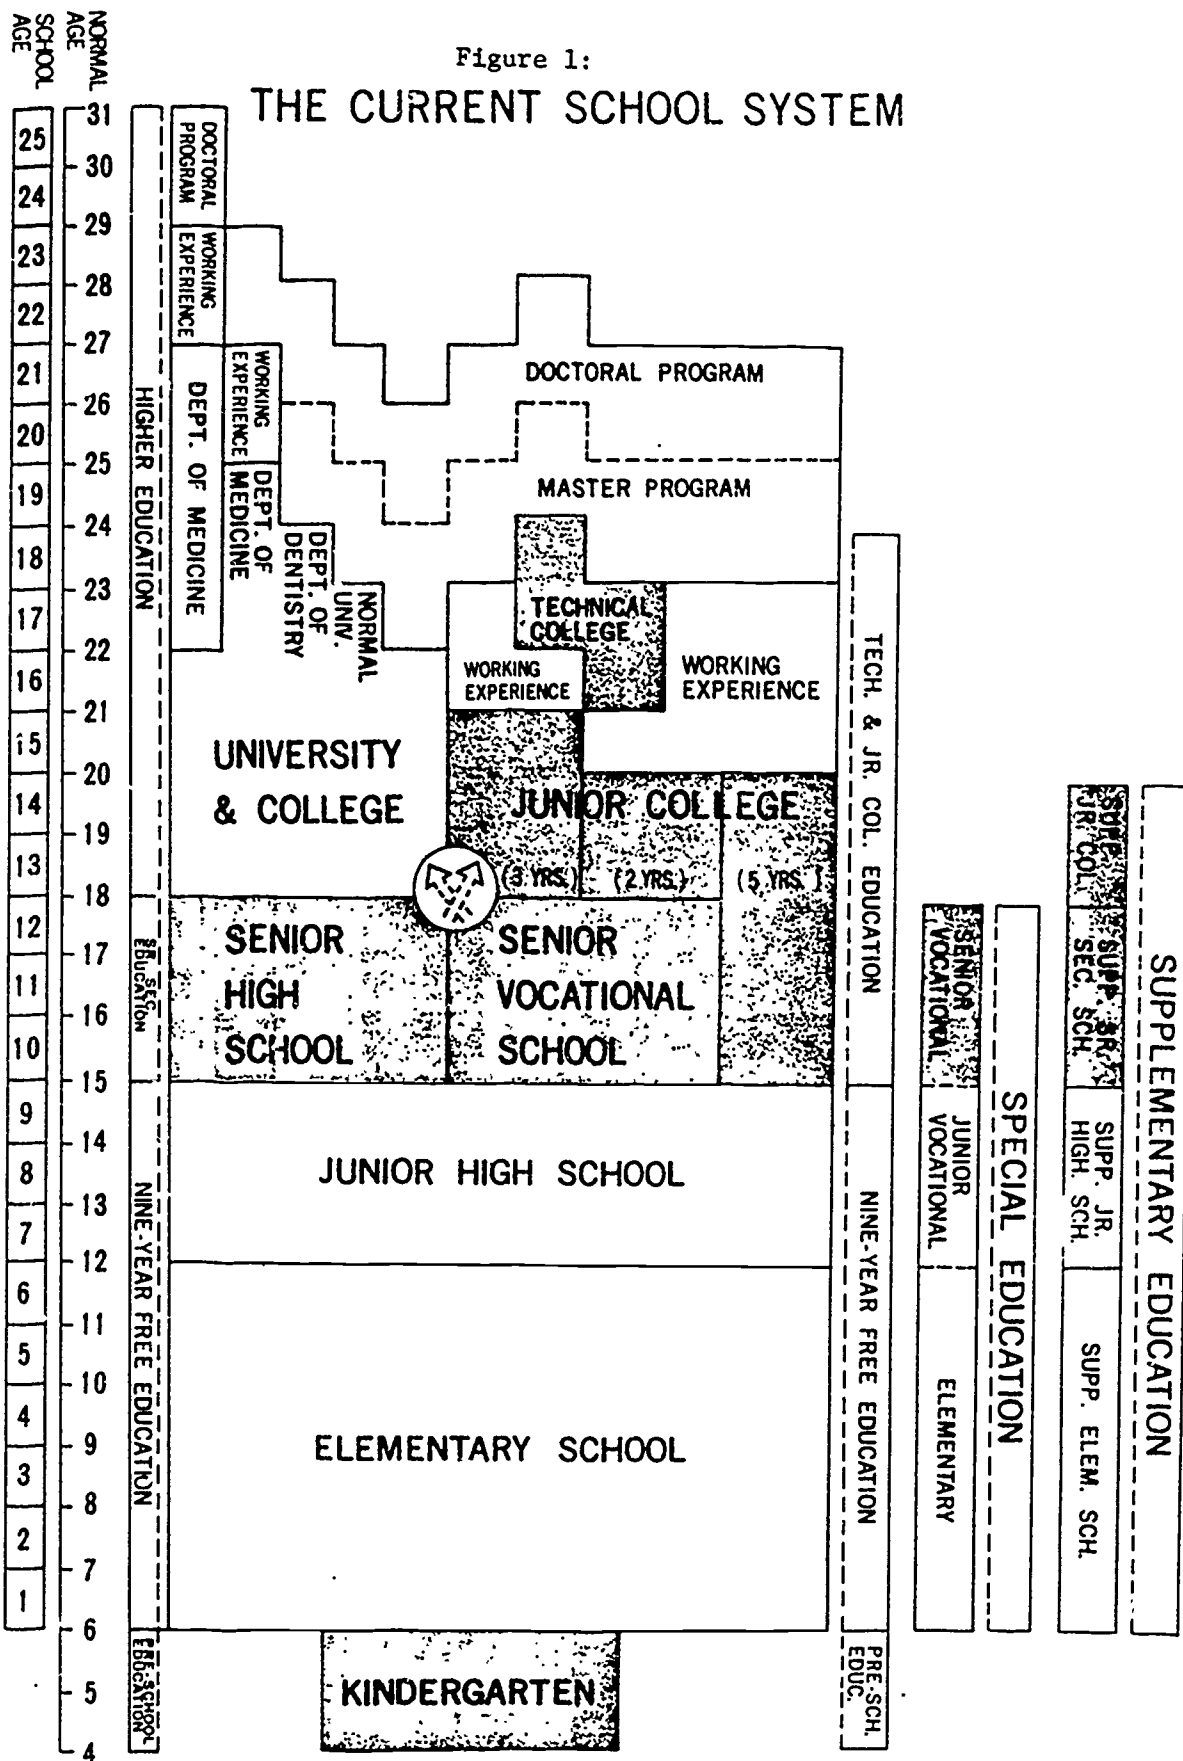 Figure 1:
THE CURRENT SCHOOL SYSTEM
SCHOOL
AGE
NORMAL
AGE
25
24
23
22
21
20
19
18
17
16
15
14
13
12
11
10
9
8
7
6
5
4
3
2
1
31
30
29
28
27
26
25
24
23
22
21
20
19
18
17
16
15
14
13
12
11
10
9
8
7
6
5
4
HIGHER EDUCATION
SR. SEC.
EDUCATION
NINE-YEAR FREE EDUCATION
PRE-SCHOOL
EDUCATION
DOCTORAL
PROGRAM
WORKING
EXPERIENCE
DEPT. OF MEDICINE
WORKING
EXPERIENCE
DEPT. OF
MEDICINE
DEPT. OF
DENTISTRY
NORMAL
UNIV.
DOCTORAL PROGRAM
MASTER PROGRAM
TECHNICAL
COLLEGE
WORKING
EXPERIENCE
WORKING
EXPERIENCE
UNIVERSITY
& COLLEGE
JUNIOR COLLEGE
(3 YRS.)
(2 YRS.)
(5 YRS.)
SENIOR
HIGH
SCHOOL
SENIOR
VOCATIONAL
SCHOOL
JUNIOR HIGH SCHOOL
ELEMENTARY SCHOOL
KINDERGARTEN
TECH. & JR. COL. EDUCATION
NINE-YEAR FREE EDUCATION
PRE-SCH.
EDUC.
SENIOR
VOCATIONAL
JUNIOR
VOCATIONAL
ELEMENTARY
SPECIAL EDUCATION
SUPP.
JR. COL.
SUPP. SR.
SEC. SCH.
SUPP. JR.
HIGH. SCH.
SUPP. ELEM. SCH.
SUPPLEMENTARY EDUCATION